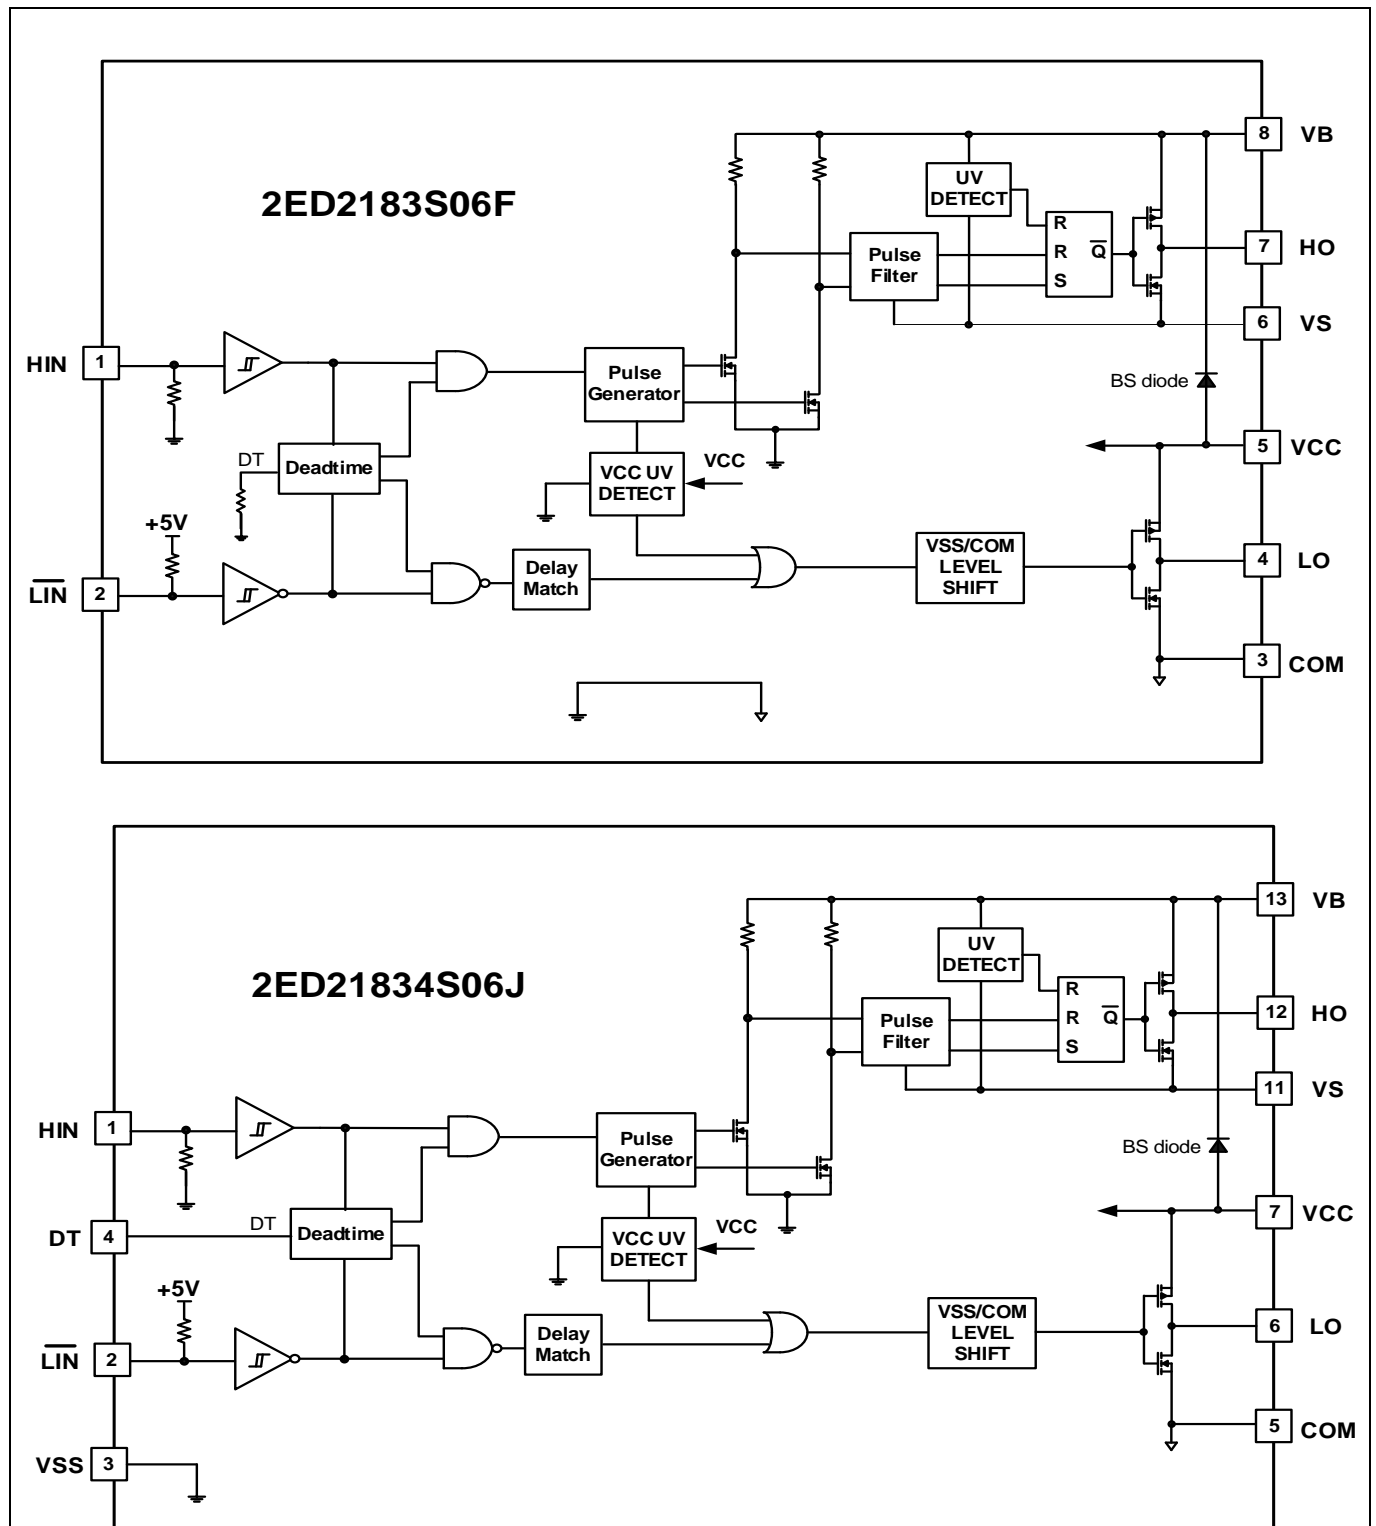 2ED2183S06F
8 VB
UV
DETECT
R
R
S
Q̅
7 HO
Pulse
Filter
6 VS
HIN 1
Pulse
Generator
BS diode
DT
Deadtime
VCC UV
DETECT
VCC
5 VCC
+5V
L̅I̅N̅ 2
Delay
Match
VSS/COM
LEVEL
SHIFT
4 LO
3 COM
2ED21834S06J
13 VB
UV
DETECT
R
R
S
Q̅
12 HO
Pulse
Filter
11 VS
HIN 1
Pulse
Generator
BS diode
DT 4
DT
Deadtime
VCC UV
DETECT
VCC
7 VCC
+5V
L̅I̅N̅ 2
Delay
Match
VSS/COM
LEVEL
SHIFT
6 LO
5 COM
VSS 3